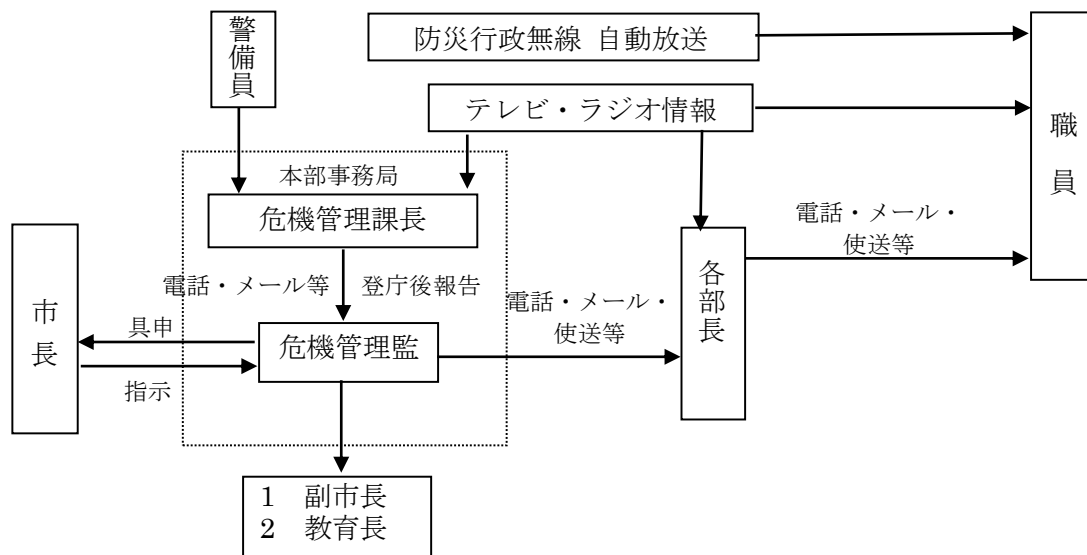 警備員
防災行政無線 自動放送
テレビ・ラジオ情報
職員
本部事務局
危機管理課長
電話・メール・
使送等
市長
各部長
電話・メール等 登庁後報告
電話・メール・
使送等
具申
危機管理監
指示
1 副市長
2 教育長